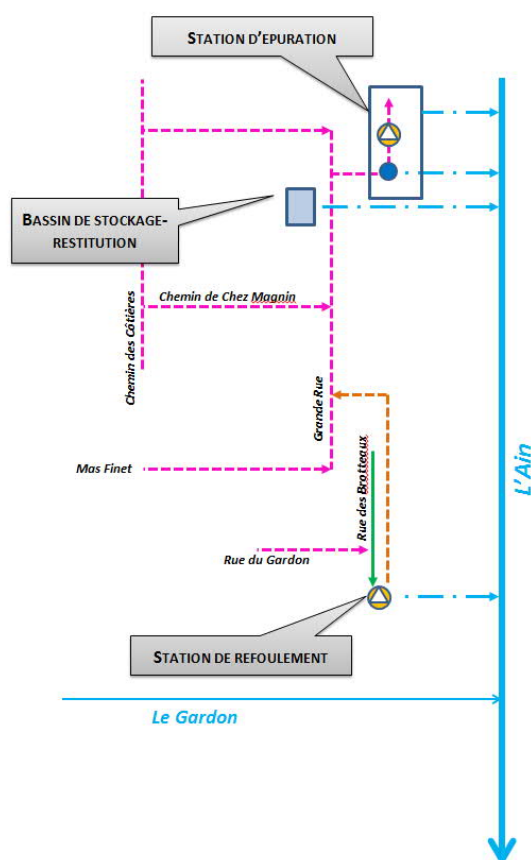 STATION D'EPURATION
BASSIN DE STOCKAGE-
RESTITUTION
Chemin des Côtières
Chemin de Chez Magnin
Grande Rue
Mas Finet
Rue des Brotteaux
L'Ain
Rue du Gardon
STATION DE REFOULEMENT
Le Gardon